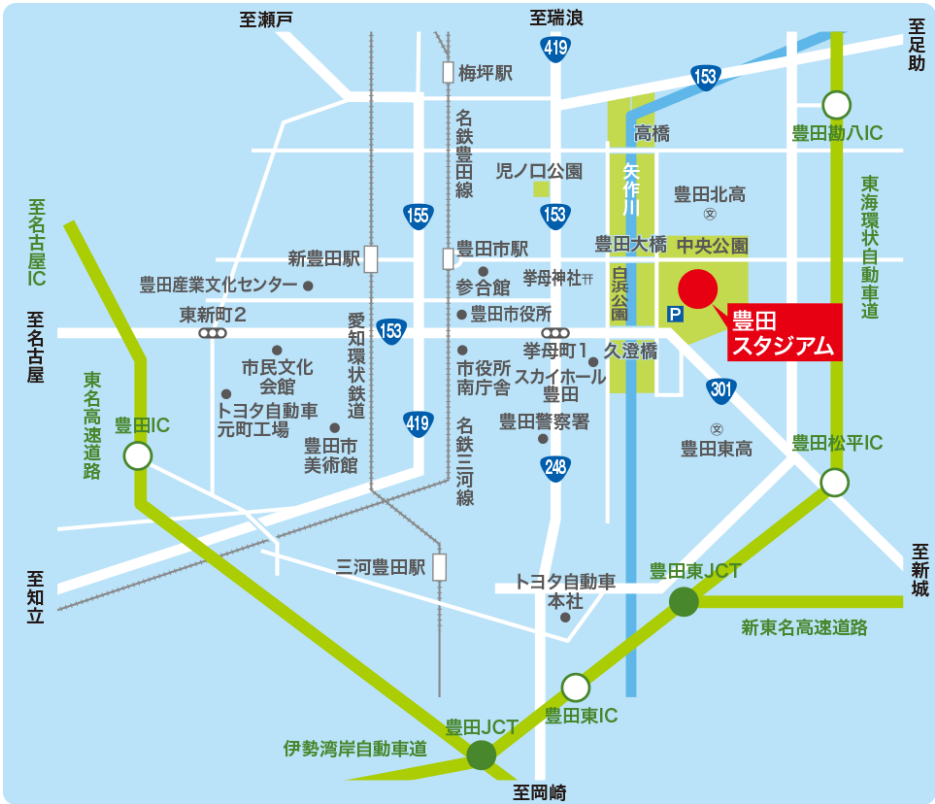 至瀬戸
至瑞浪
至足助
419
153
梅坪駅
高橋
豊田勘八IC
名鉄豊田線
児ノ口公園
矢作川
豊田北高
文
東海環状自動車道
至名古屋IC
155
153
豊田大橋
中央公園
新豊田駅
豊田市駅
豊田産業文化センター
参合館
挙母神社
白浜公園
P
豊田
スタジアム
至名古屋
東新町2
豊田市役所
愛知環状鉄道
153
挙母町1
久澄橋
市民文化
会館
市役所
南庁舎
スカイホール
豊田
東名高速道路
トヨタ自動車
元町工場
301
豊田IC
419
豊田市
美術館
名鉄三河線
豊田警察署
文
豊田東高
豊田松平IC
248
至知立
三河豊田駅
トヨタ自動車
本社
豊田東JCT
至新城
新東名高速道路
豊田東IC
豊田JCT
伊勢湾岸自動車道
至岡崎